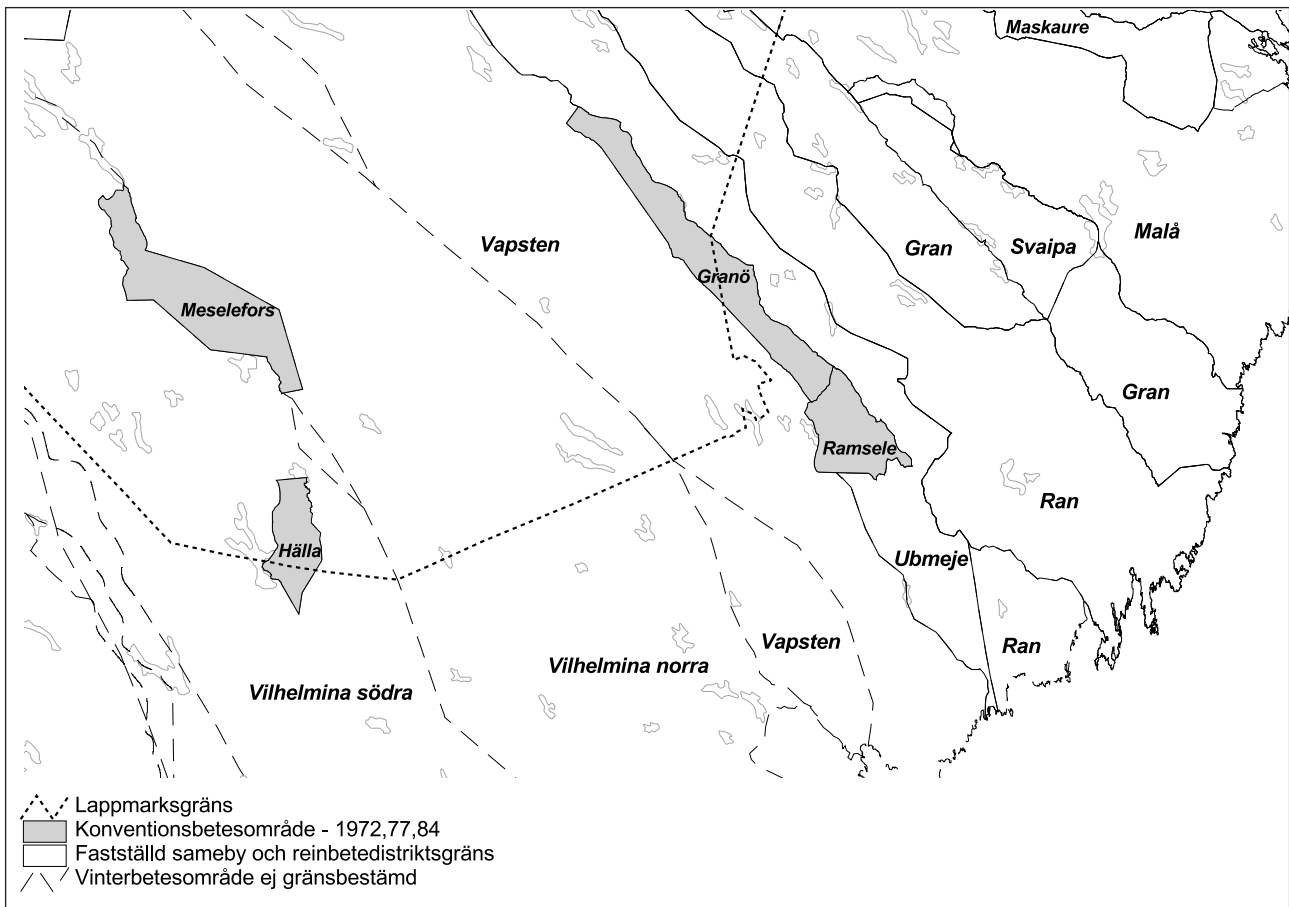 Maskaure
Vapsten
Gran
Svaipa
Malå
Granö
Meselefors
Gran
Ramsele
Ran
Hälla
Ubmeje
Vapsten
Ran
Vilhelmina norra
Vilhelmina södra
Lappmarksgräns
Konventionsbetesområde - 1972,77,84
Fastställd sameby och reinbetedistriktsgräns
Vinterbetesområde ej gränsbestämd